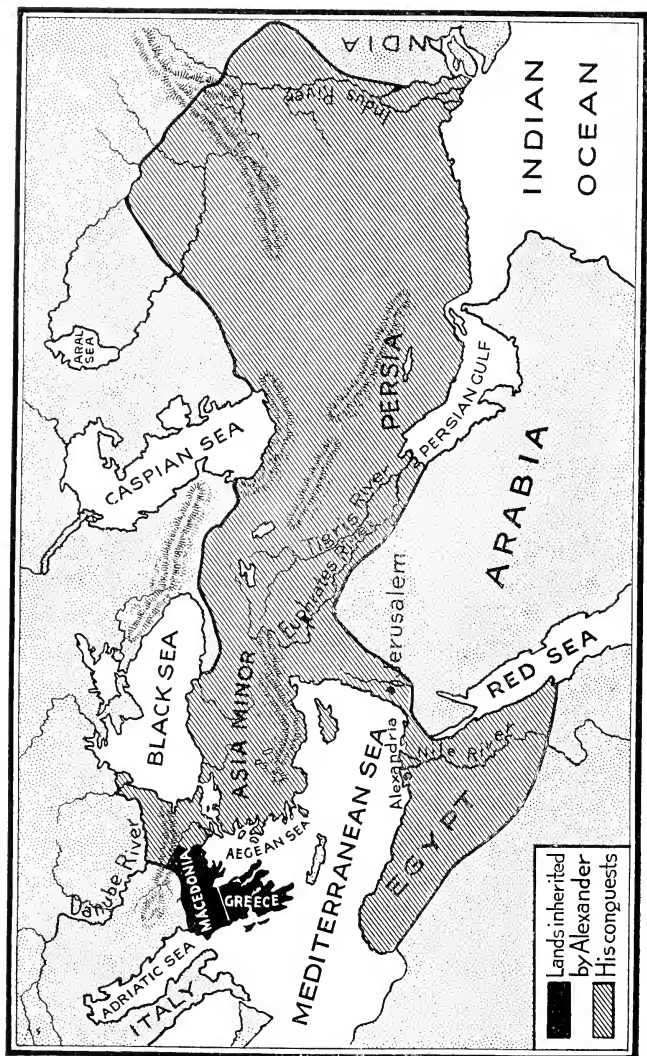 INDIA
Indus River
INDIAN
OCEAN
ARAL
SEA
CASPIAN SEA
PERSIA
PERSIAN GULF
Tigris River
Euphrates River
ARABIA
Jerusalem
BLACK SEA
ASIA MINOR
RED SEA
Alexandria
Nile River
EGYPT
MEDITERRANEAN SEA
AEGEAN SEA
Danube River
MACEDONIA
GREECE
ADRIATIC SEA
ITALY
Lands inherited
by Alexander
His conquests